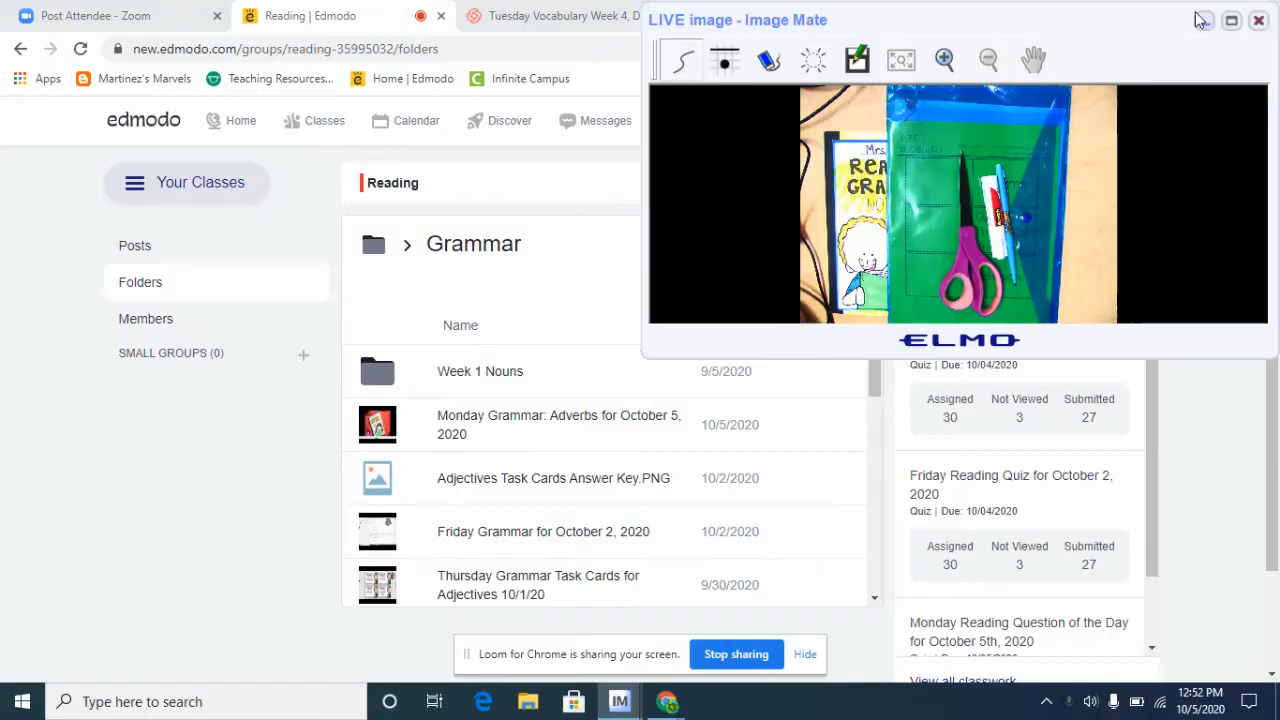 Post Attendee - Zoom
Reading | Edmodo
Tuesday Vocabulary Week 4, D
new.edmodo.com/groups/reading-35995032/folders
Apps
Martinez's Marvels
Teaching Resources...
Home | Edmodo
Infinite Campus
LIVE image - Image Mate
edmodo
Home
Classes
Calendar
Discover
Messages
Your Classes
Reading
Posts
Folders
Members
SMALL GROUPS (0)
Grammar
Name
Week 1 Nouns
9/5/2020
Monday Grammar: Adverbs for October 5,
2020
10/5/2020
Adjectives Task Cards Answer Key.PNG
10/2/2020
Friday Grammar for October 2, 2020
10/2/2020
Thursday Grammar Task Cards for
Adjectives 10/1/20
9/30/2020
Mrs
REA
GRA
ELMO
Quiz | Due: 10/04/2020
Assigned Not Viewed Submitted
30 3 27
Friday Reading Quiz for October 2,
2020
Quiz | Due: 10/04/2020
Assigned Not Viewed Submitted
30 3 27
Monday Reading Question of the Day
for October 5th, 2020
View all classwork
Loom for Chrome is sharing your screen.
Stop sharing
Hide
Type here to search
IM
12:52 PM
10/5/2020